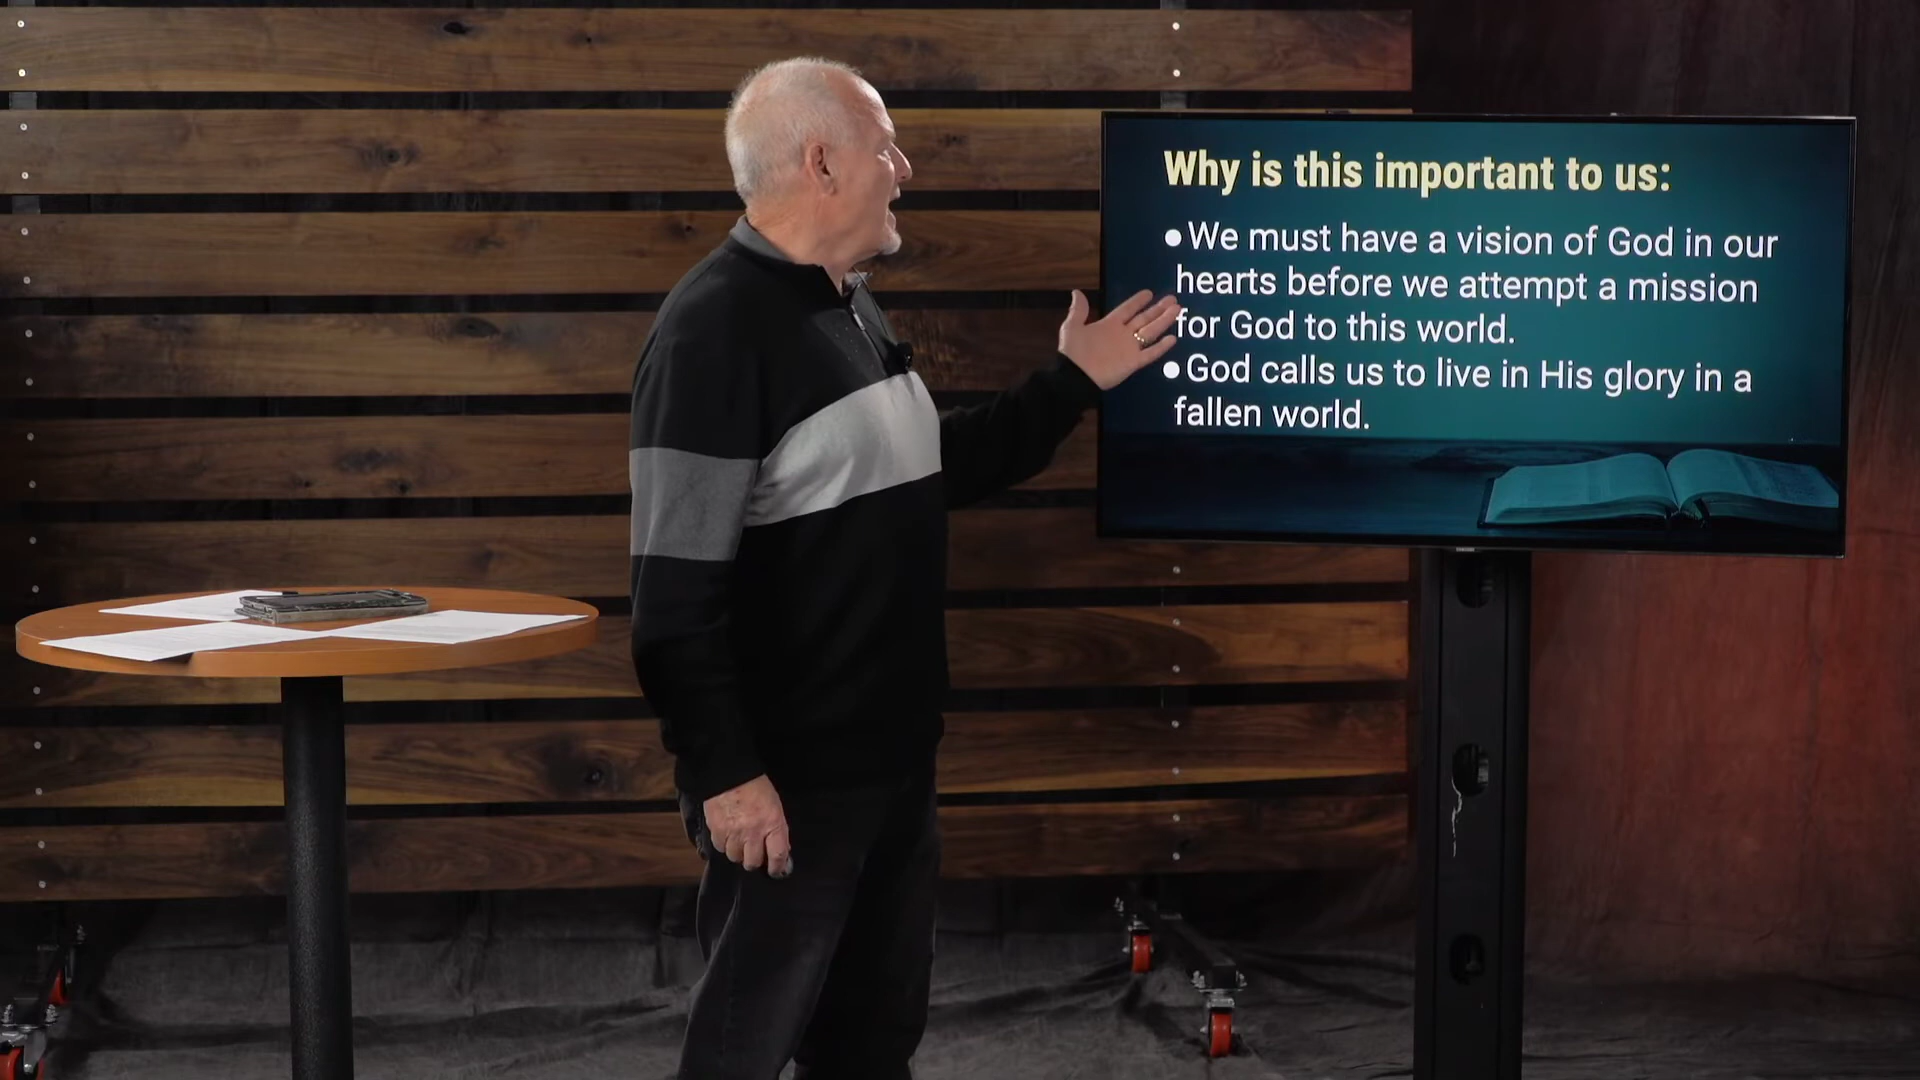 Why is this important to us:
●We must have a vision of God in our
hearts before we attempt a mission
for God to this world.
●God calls us to live in His glory in a
fallen world.